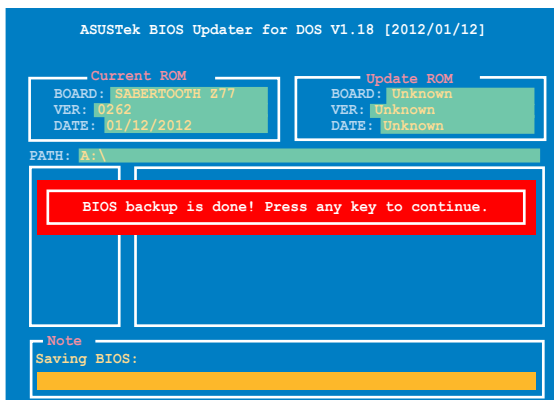 ASUSTek BIOS Updater for DOS V1.18 [2012/01/12]
Current ROM
BOARD: SABERTOOTH Z77
VER: 0262
DATE: 01/12/2012
Update ROM
BOARD: Unknown
VER: Unknown
DATE: Unknown
PATH: A:\
BIOS backup is done! Press any key to continue.
Note
Saving BIOS: